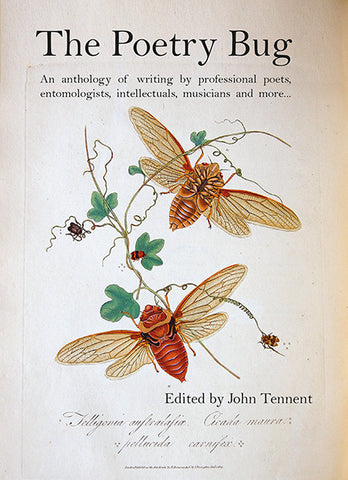 The Poetry Bug
An anthology of writing by professional poets,
entomologists, intellectuals, musicians and more...
Edited by John Tennent
Tettigonia australasiæ. Cicada maura.
pellucida carnifex.